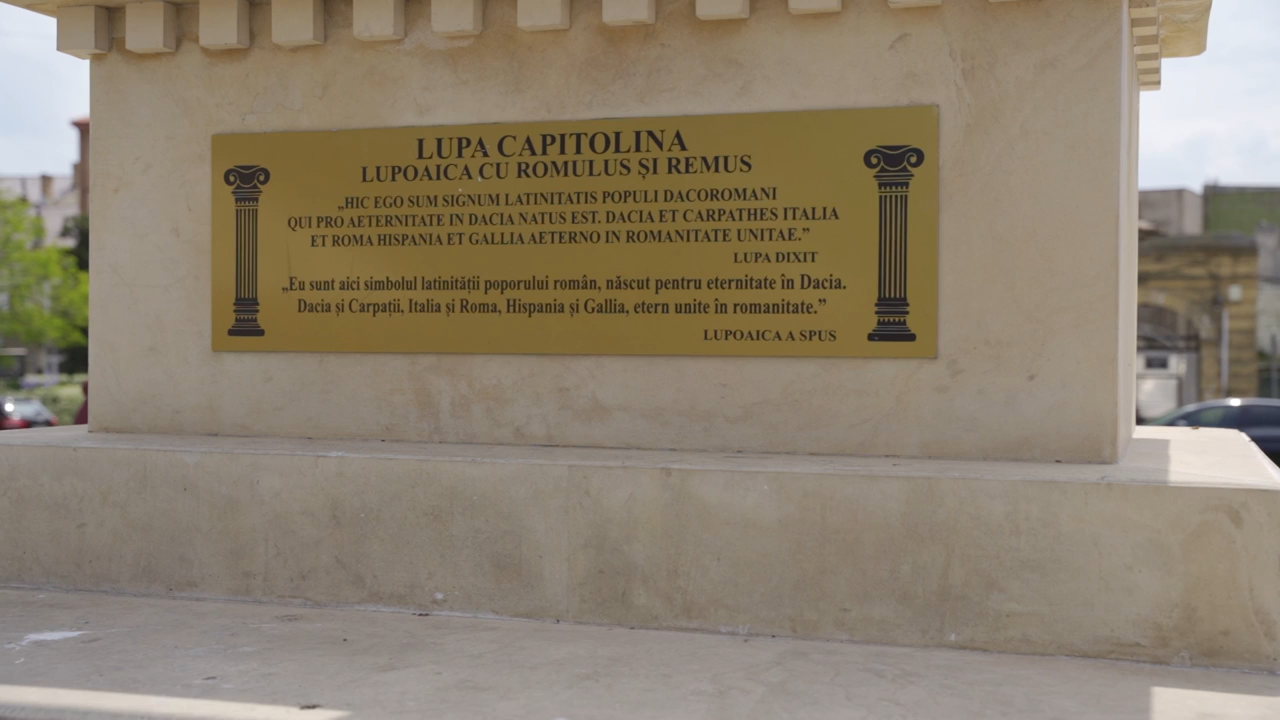 LUPA CAPITOLINA
LUPOAICA CU ROMULUS ȘI REMUS
„HIC EGO SUM SIGNUM LATINITATIS POPULI DACOROMANI
QUI PRO AETERNITATE IN DACIA NATUS EST. DACIA ET CARPATHES ITALIA
ET ROMA HISPANIA ET GALLIA AETERNO IN ROMANITATE UNITAE.”
LUPA DIXIT
„Eu sunt aici simbolul latinității poporului român, născut pentru eternitate în Dacia.
Dacia și Carpații, Italia și Roma, Hispania și Gallia, etern unite în romanitate.”
LUPOAICA A SPUS